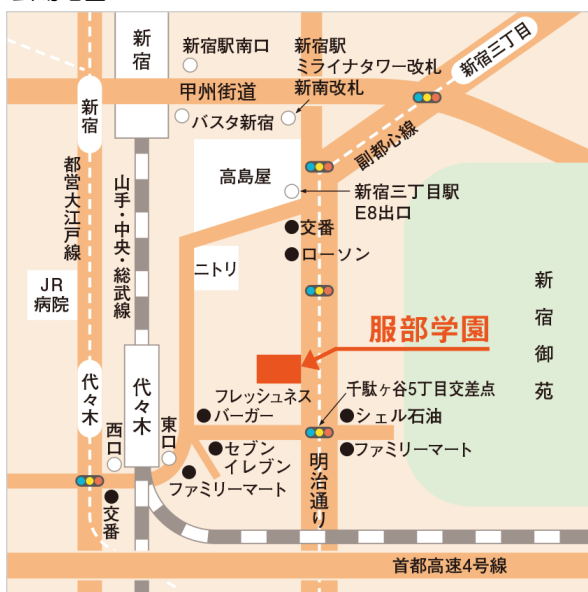 新宿
新宿駅南口
新宿駅
ミライナタワー改札
新南改札
新宿三丁目
甲州街道
バスタ新宿
新宿
副都心線
都営大江戸線
山手・中央・総武線
高島屋
新宿三丁目駅
E8出口
交番
ローソン
ニトリ
JR
病院
新宿御苑
服部学園
代々木
代々木
フレッシュネス
バーガー
千駄ヶ谷5丁目交差点
シェル石油
西口
東口
セブン
イレブン
ファミリーマート
ファミリーマート
明治通り
交番
首都高速4号線